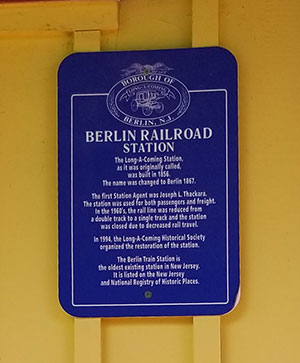 BOROUGH OF
LONG-A-COMING
BERLIN, N.J.
BERLIN RAILROAD
STATION
The Long-A-Coming Station,
as it was originally called,
was built in 1856.
The name was changed to Berlin 1867.
The first Station Agent was Joseph L. Thackara.
The station was used for both passengers and freight.
In the 1960's, the rail line was reduced from
a double track to a single track and the station
was closed due to decreased rail travel.
In 1994, the Long-A-Coming Historical Society
organized the restoration of the station.
The Berlin Train Station is
the oldest existing station in New Jersey.
It is listed on the New Jersey
and National Registry of Historic Places.